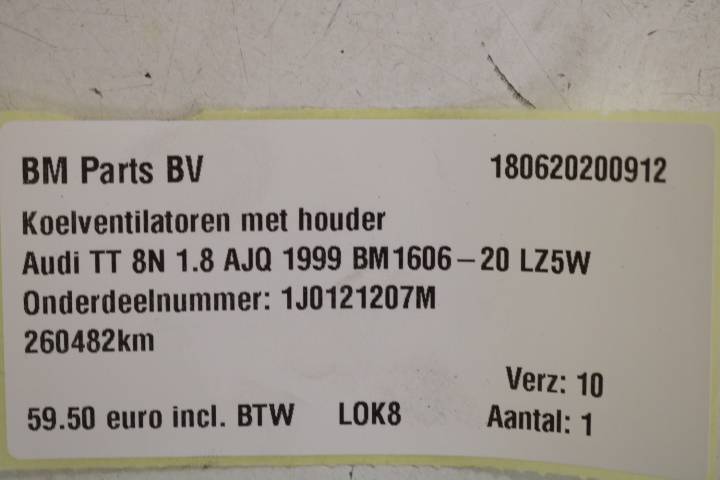 BM Parts BV 180620200912
Koelventilatoren met houder
Audi TT 8N 1.8 AJQ 1999 BM1606-20 LZ5W
Onderdeelnummer: 1J0121207M
260482km
Verz: 10
59.50 euro incl. BTW LOK8 Aantal: 1